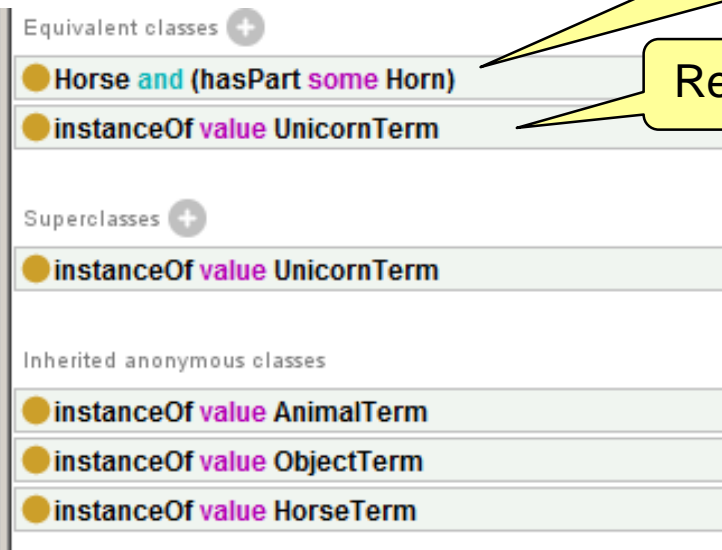 Equivalent classes
Horse and (hasPart some Horn)
Re
instanceOf value UnicornTerm
Superclasses
instanceOf value UnicornTerm
Inherited anonymous classes
instanceOf value AnimalTerm
instanceOf value ObjectTerm
instanceOf value HorseTerm